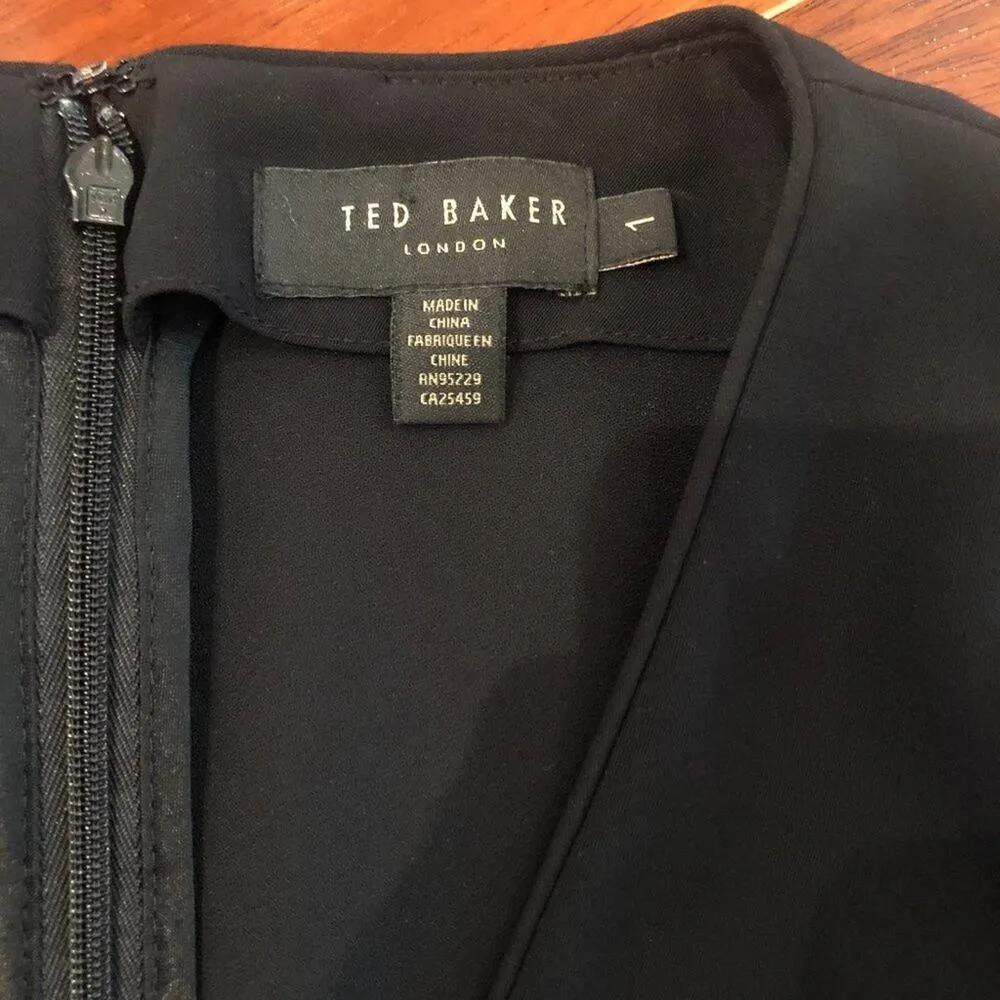 TED BAKER
LONDON
1
MADE IN
CHINA
FABRIQUE EN
CHINE
RN95229
CA25459